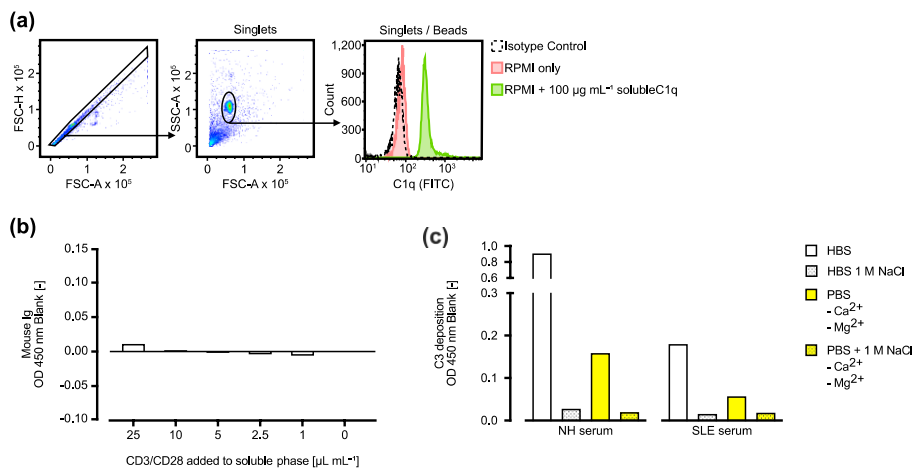 (a)
Singlets
Singlets / Beads
FSC-H x 10⁵
2
1
0
0
1
2
FSC-A x 10⁵
SSC-A x 10⁵
2
1
0
0
1
2
FSC-A x 10⁵
Count
1,200
900
600
300
0
10¹
10²
10³
C1q (FITC)
Isotype Control
RPMI only
RPMI + 100 µg mL⁻¹ solubleC1q
(b)
Mouse Ig
OD 450 nm Blank [-]
0.15
0.10
0.05
0.00
-0.05
-0.10
25
10
5
2.5
1
0
CD3/CD28 added to soluble phase [µL mL⁻¹]
(c)
C3 deposition
OD 450 nm Blank [-]
1.0
0.8
0.6
0.3
0.2
0.1
0.0
NH serum
SLE serum
HBS
HBS 1 M NaCl
PBS
- Ca²⁺
- Mg²⁺
PBS + 1 M NaCl
- Ca²⁺
- Mg²⁺